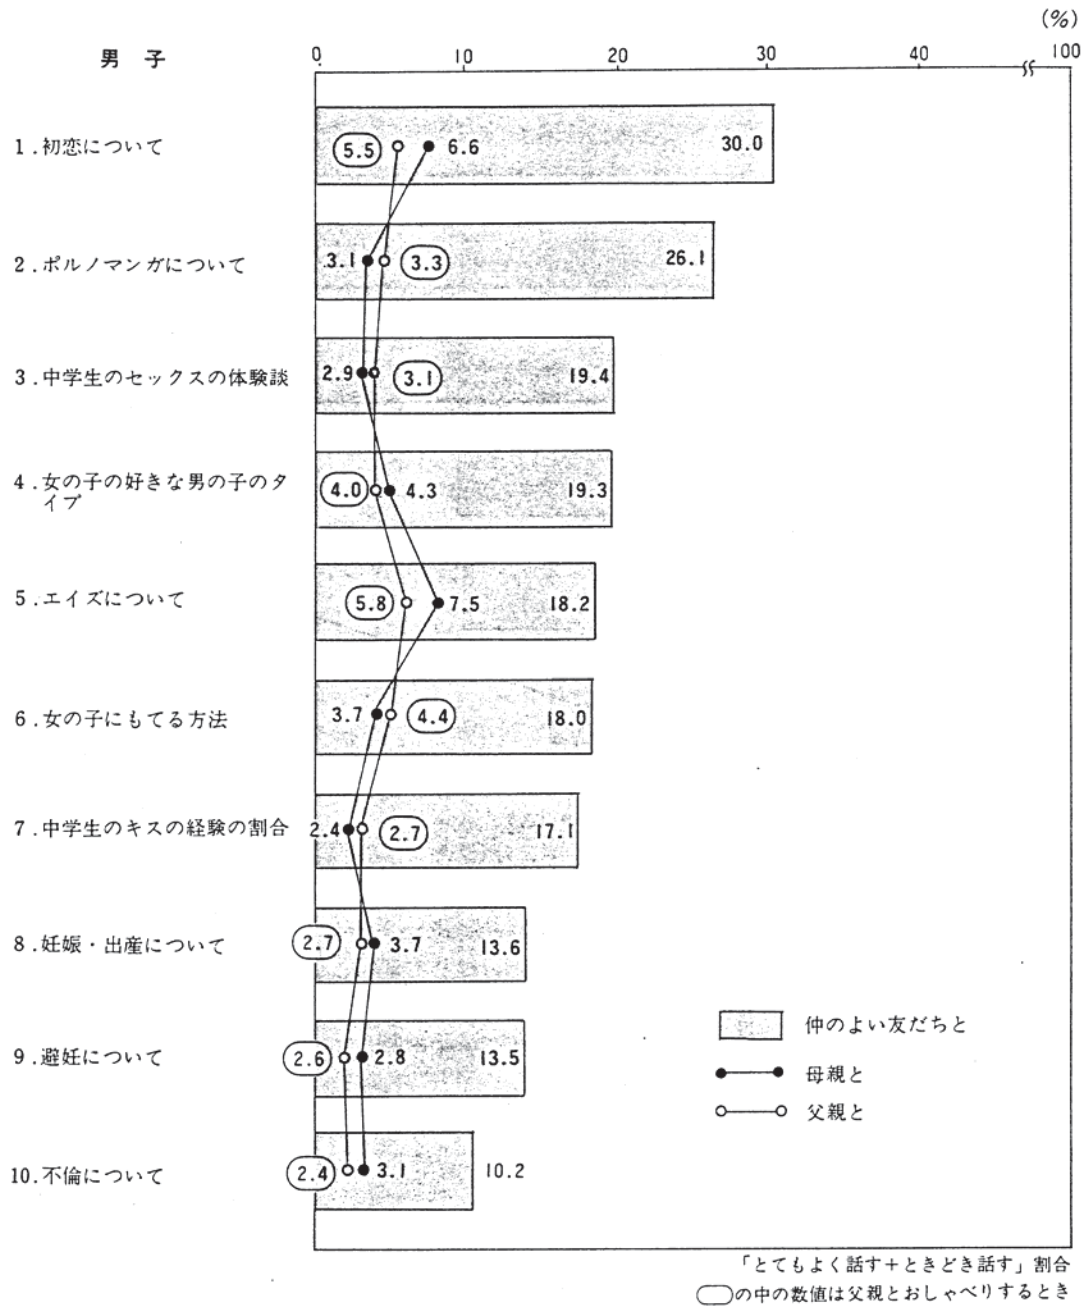 (%)
男 子
0 10 20 30 40 100
1.初恋について 5.5 6.6 30.0
2.ポルノマンガについて 3.1 3.3 26.1
3.中学生のセックスの体験談 2.9 3.1 19.4
4.女の子の好きな男の子のタ
イプ 4.0 4.3 19.3
5.エイズについて 5.8 7.5 18.2
6.女の子にもてる方法 3.7 4.4 18.0
7.中学生のキスの経験の割合 2.4 2.7 17.1
8.妊娠・出産について 2.7 3.7 13.6
9.避妊について 2.6 2.8 13.5
10.不倫について 2.4 3.1 10.2
仲のよい友だちと
母親と
父親と
「とてもよく話す+ときどき話す」割合
の中の数値は父親とおしゃべりするとき